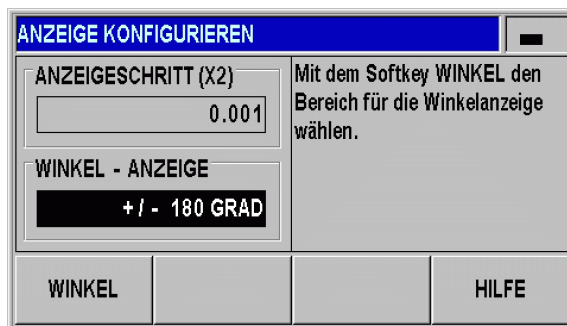 ANZEIGE KONFIGURIEREN
ANZEIGESCHRITT (X2)
0.001
WINKEL - ANZEIGE
+ / - 180 GRAD
Mit dem Softkey WINKEL den
Bereich für die Winkelanzeige
wählen.
WINKEL
HILFE